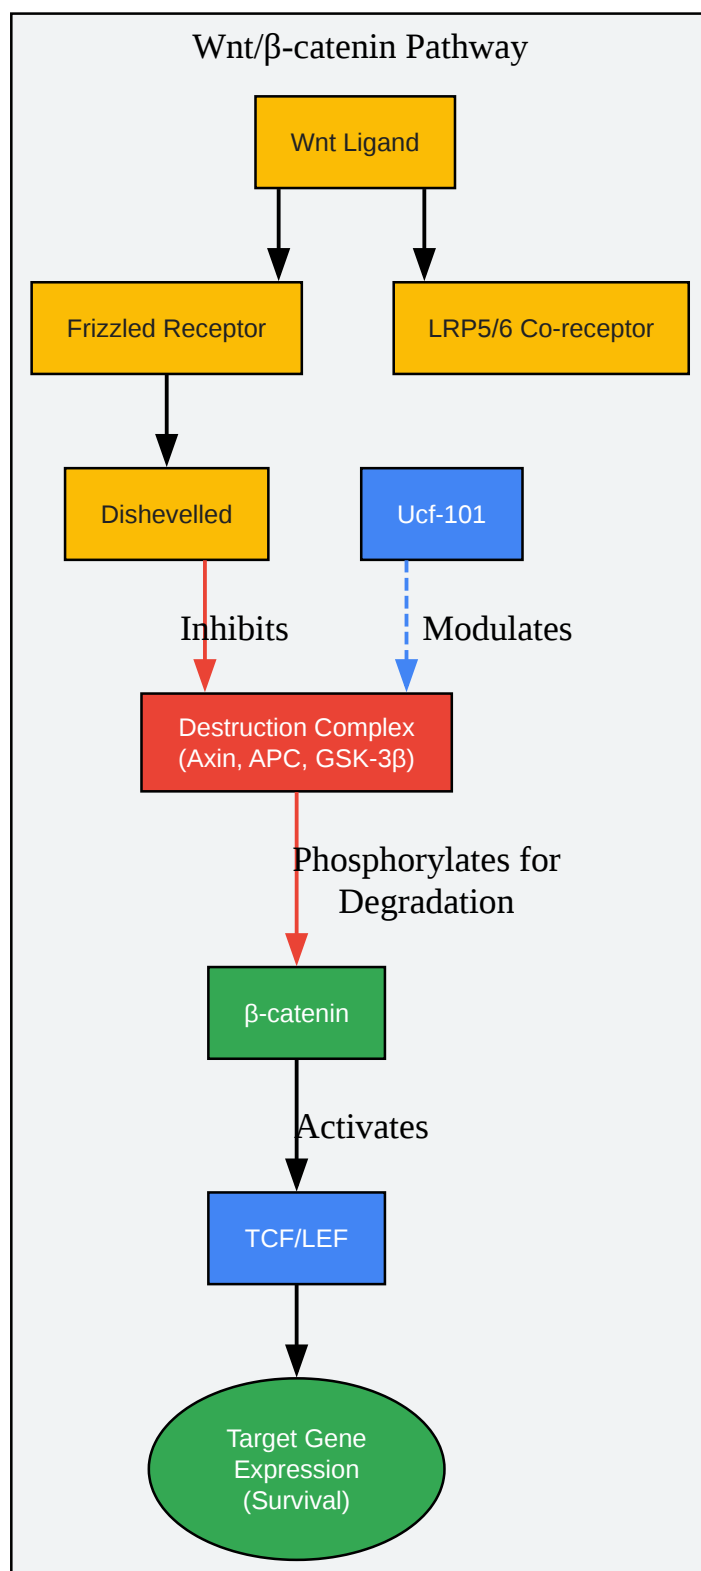 Wnt/β-catenin Pathway
Wnt Ligand
Frizzled Receptor
LRP5/6 Co-receptor
Dishevelled
Ucf-101
Inhibits
Modulates
Destruction Complex
(Axin, APC, GSK-3β)
Phosphorylates for
Degradation
β-catenin
Activates
TCF/LEF
Target Gene
Expression
(Survival)